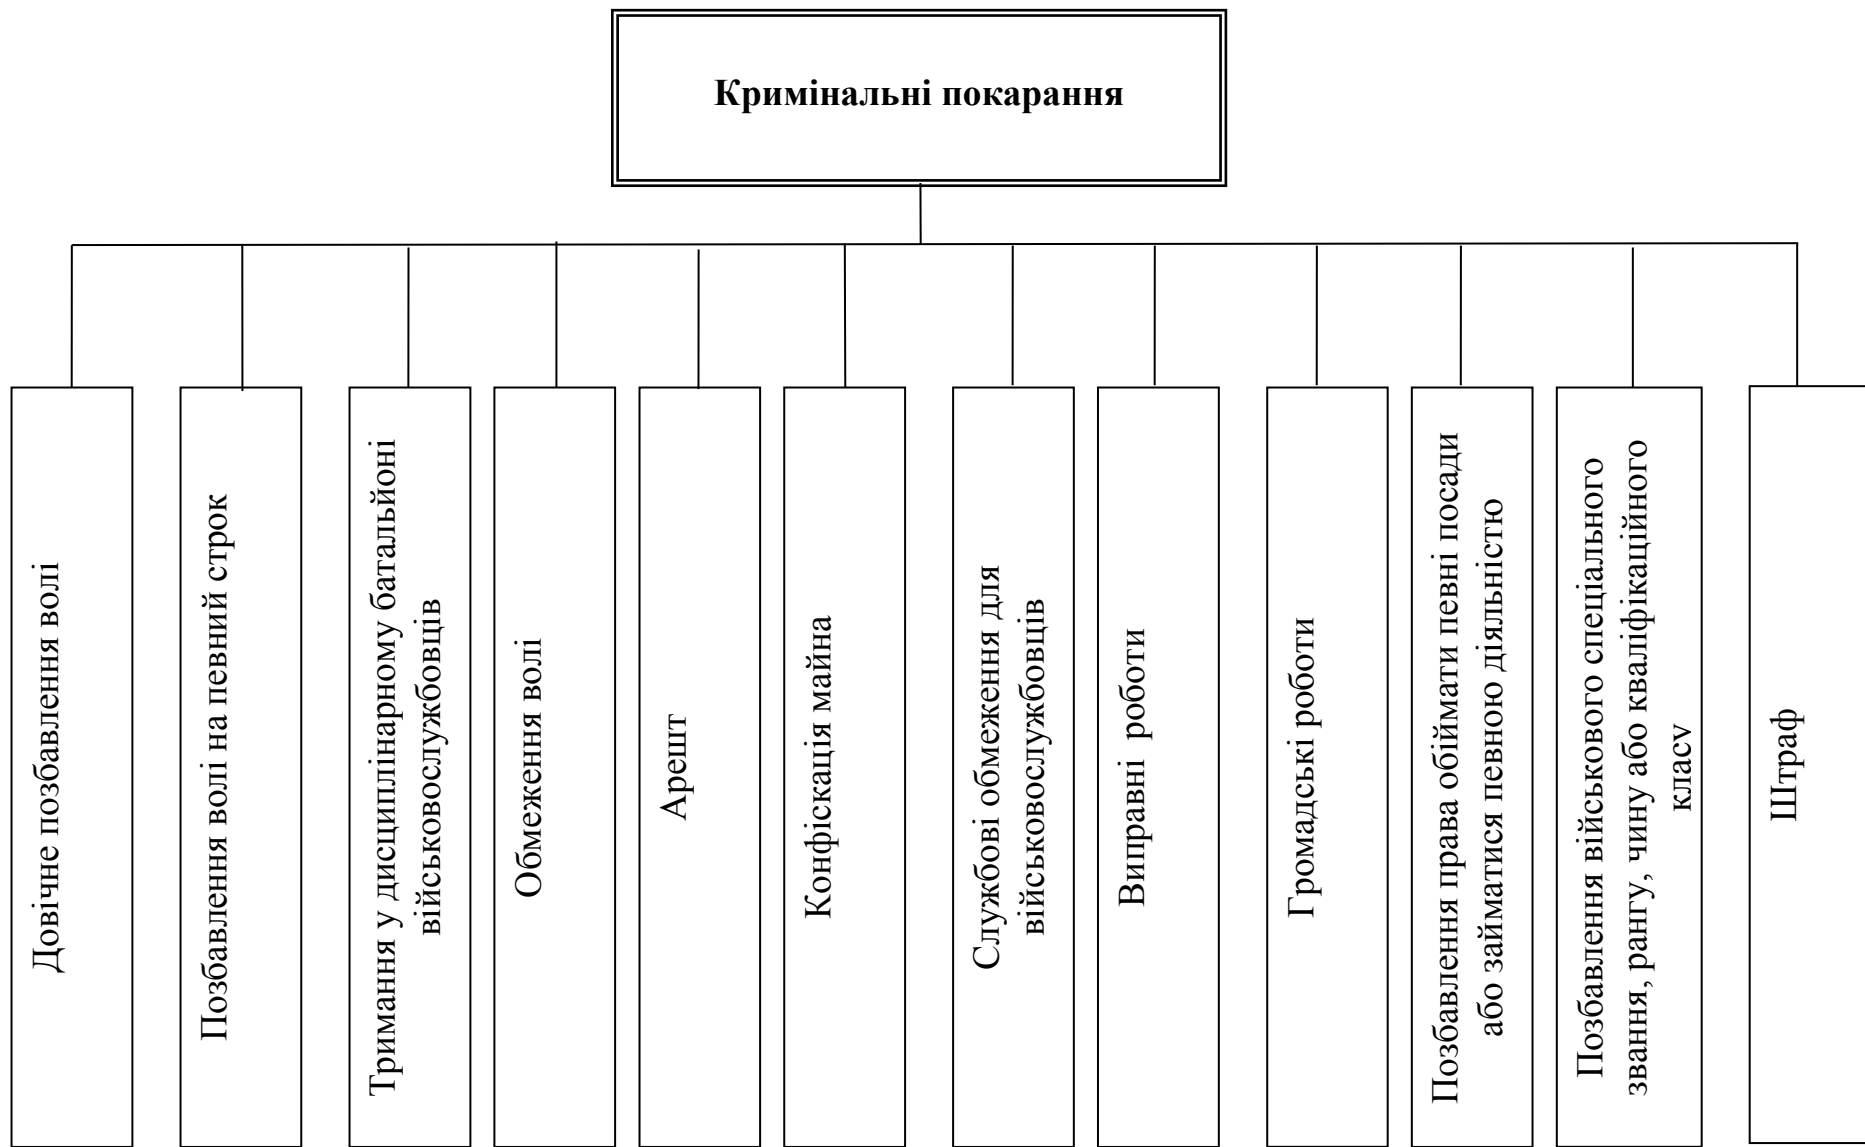 Кримінальні покарання
Довічне позбавлення волі
Позбавлення волі на певний строк
Тримання у дисциплінарному батальйоні
військовослужбовців
Обмеження волі
Арешт
Конфіскація майна
Службові обмеження для
військовослужбовців
Виправні роботи
Громадські роботи
Позбавлення права обіймати певні посади
або займатися певною діяльністю
Позбавлення військового спеціального
звання, рангу, чину або кваліфікаційного
класу
Штраф